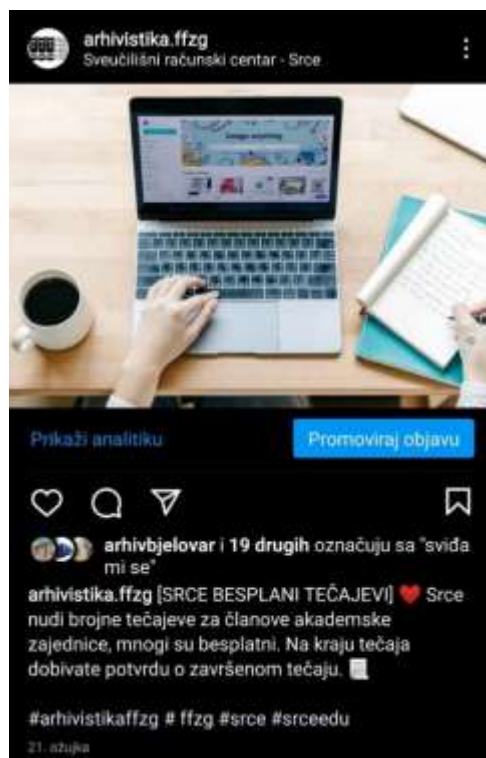 arhivistika.ffzg
Sveučilišni računski centar - Srce
Prikaži analitiku
Promoviraj objavu
arhivbjelovar i 19 drugih označuju sa "sviđa
mi se"
arhivistika.ffzg [SRCE BESPLANI TEČAJEVI] ❤️ Srce
nudi brojne tečajeve za članove akademske
zajednice, mnogi su besplatni. Na kraju tečaja
dobivate potvrdu o završenom tečaju. 📃
#arhivistikaffzg # ffzg #srce #srceedu
21. ožujka